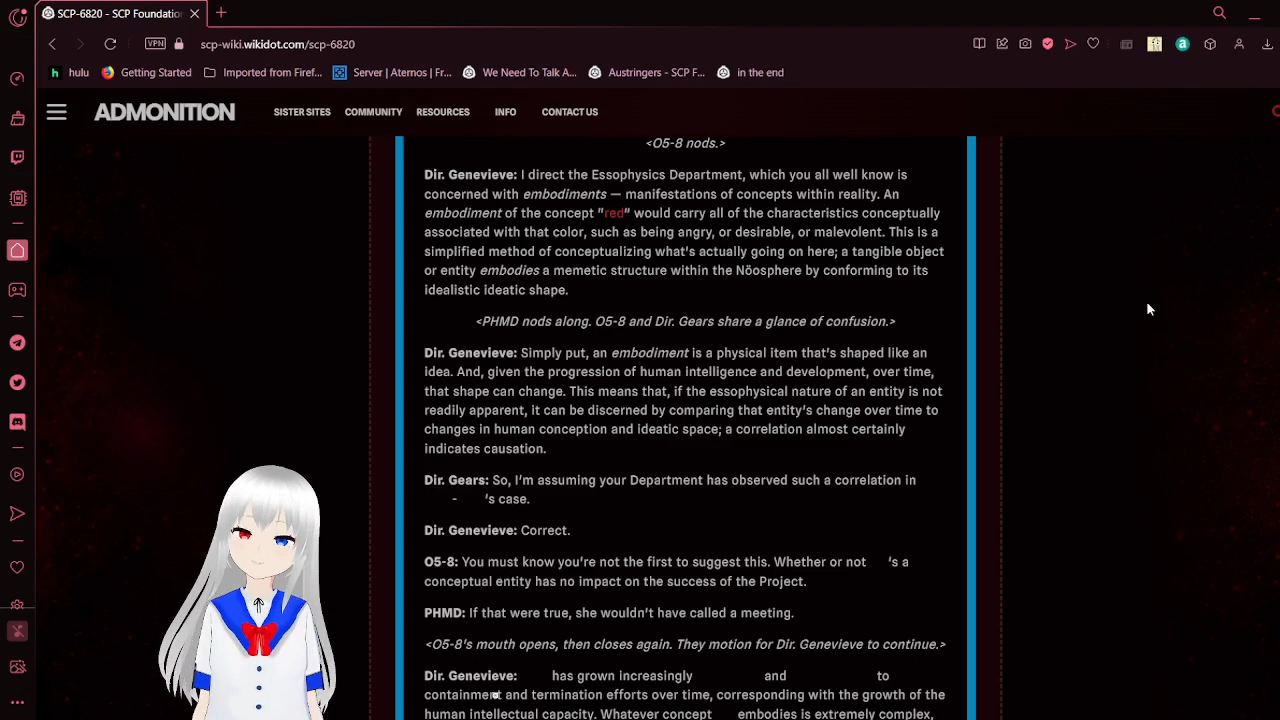 SCP-6820 - SCP Foundation
scp-wiki.wikidot.com/scp-6820
VPN
hulu
Getting Started
Imported from Firef...
Server | Aternos | Fr...
We Need To Talk A...
Austringers - SCP F...
in the end
ADMONITION
SISTER SITES
COMMUNITY
RESOURCES
INFO
CONTACT US
<O5-8 nods.>
Dir. Genevieve: I direct the Essophysics Department, which you all well know is
concerned with embodiments — manifestations of concepts within reality. An
embodiment of the concept "red" would carry all of the characteristics conceptually
associated with that color, such as being angry, or desirable, or malevolent. This is a
simplified method of conceptualizing what's actually going on here; a tangible object
or entity embodies a memetic structure within the Nöosphere by conforming to its
idealistic ideatic shape.
<PHMD nods along. O5-8 and Dir. Gears share a glance of confusion.>
Dir. Genevieve: Simply put, an embodiment is a physical item that's shaped like an
idea. And, given the progression of human intelligence and development, over time,
that shape can change. This means that, if the essophysical nature of an entity is not
readily apparent, it can be discerned by comparing that entity's change over time to
changes in human conception and ideatic space; a correlation almost certainly
indicates causation.
Dir. Gears: So, I'm assuming your Department has observed such a correlation in
- 's case.
Dir. Genevieve: Correct.
O5-8: You must know you're not the first to suggest this. Whether or not 's a
conceptual entity has no impact on the success of the Project.
PHMD: If that were true, she wouldn't have called a meeting.
<O5-8's mouth opens, then closes again. They motion for Dir. Genevieve to continue.>
Dir. Genevieve: has grown increasingly and to
containment and termination efforts over time, corresponding with the growth of the
human intellectual capacity. Whatever concept embodies is extremely complex,